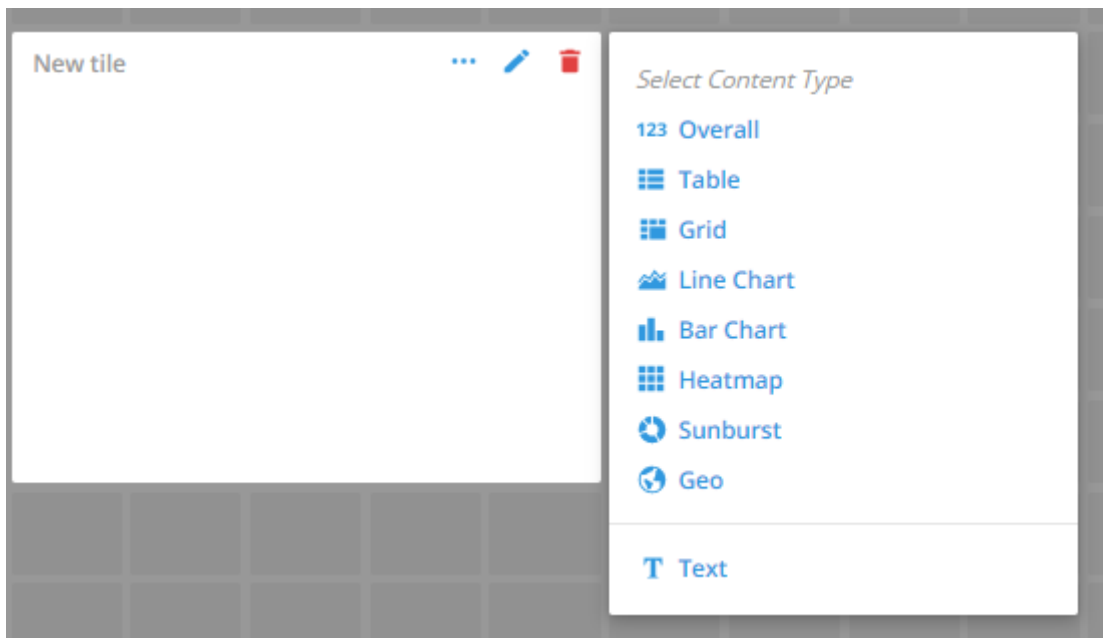 New tile
Select Content Type
123 Overall
Table
Grid
Line Chart
Bar Chart
Heatmap
Sunburst
Geo
T Text